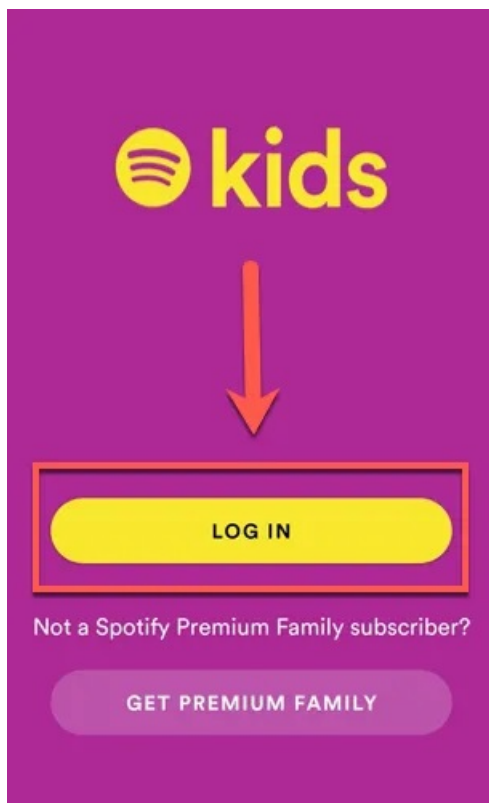 kids
LOG IN
Not a Spotify Premium Family subscriber?
GET PREMIUM FAMILY